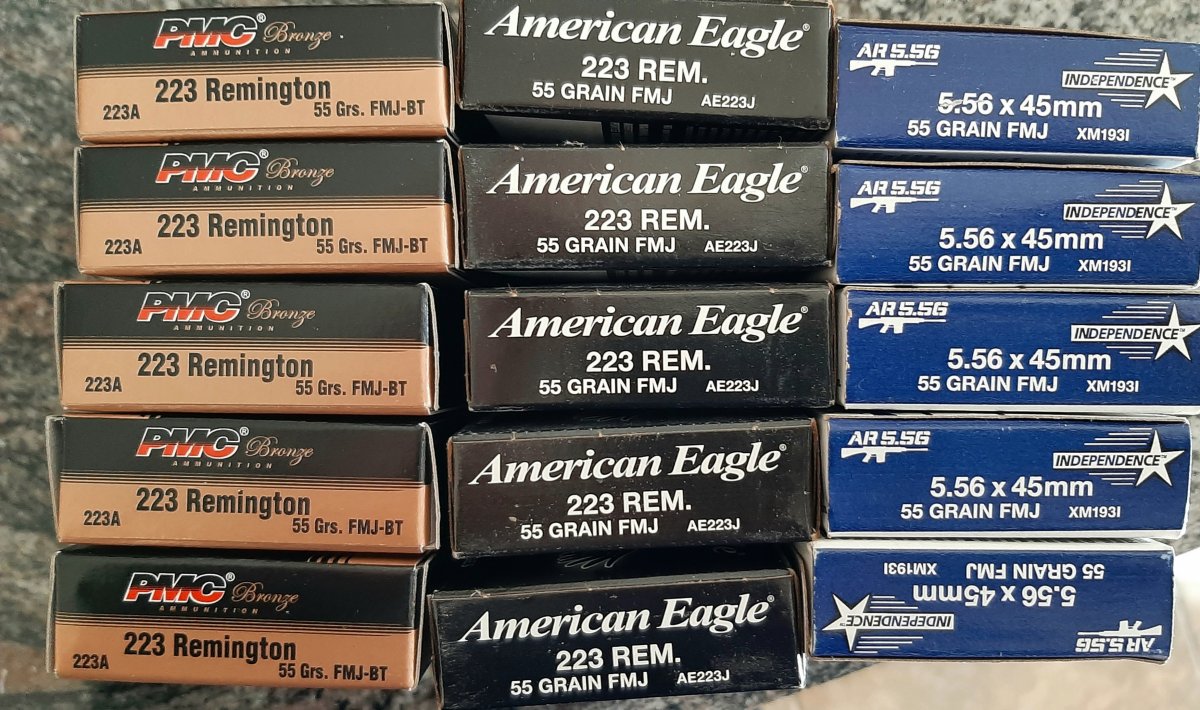 PMC® Bronze
AMMUNITION
223 Remington
223A 55 Grs. FMJ-BT
American Eagle®
223 REM.
55 GRAIN FMJ AE223J
AR 5.56
INDEPENDENCE™
5.56 x 45mm
55 GRAIN FMJ XM193I
PMC® Bronze
AMMUNITION
223 Remington
223A 55 Grs. FMJ-BT
American Eagle®
223 REM.
55 GRAIN FMJ AE223J
AR 5.56
INDEPENDENCE™
5.56 x 45mm
55 GRAIN FMJ XM193I
PMC® Bronze
AMMUNITION
223 Remington
223A 55 Grs. FMJ-BT
American Eagle®
223 REM.
55 GRAIN FMJ AE223J
AR 5.56
INDEPENDENCE™
5.56 x 45mm
55 GRAIN FMJ XM193I
PMC® Bronze
AMMUNITION
223 Remington
223A 55 Grs. FMJ-BT
American Eagle®
223 REM.
55 GRAIN FMJ AE223J
AR 5.56
INDEPENDENCE™
5.56 x 45mm
55 GRAIN FMJ XM193I
PMC® Bronze
AMMUNITION
223 Remington
223A 55 Grs. FMJ-BT
American Eagle®
223 REM.
55 GRAIN FMJ AE223J
AR 5.56
INDEPENDENCE™
5.56 x 45mm
55 GRAIN FMJ XM193I